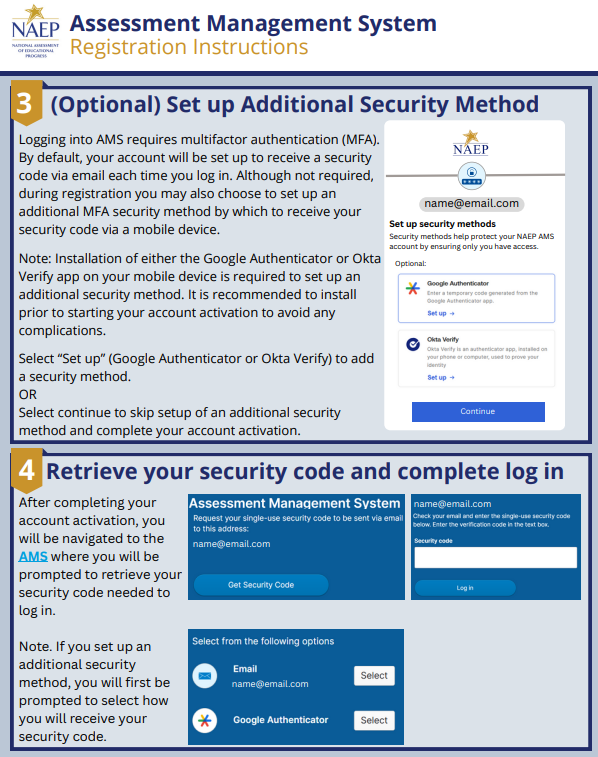 NAEP
NATIONAL ASSESSMENT
OF EDUCATIONAL
PROGRESS
Assessment Management System
Registration Instructions
3
(Optional) Set up Additional Security Method
Logging into AMS requires multifactor authentication (MFA).
By default, your account will be set up to receive a security
code via email each time you log in. Although not required,
during registration you may also choose to set up an
additional MFA security method by which to receive your
security code via a mobile device.
Note: Installation of either the Google Authenticator or Okta
Verify app on your mobile device is required to set up an
additional security method. It is recommended to install
prior to starting your account activation to avoid any
complications.
Select “Set up” (Google Authenticator or Okta Verify) to add
a security method.
OR
Select continue to skip setup of an additional security
method and complete your account activation.
NAEP
name@email.com
Set up security methods
Security methods help protect your NAEP AMS
account by ensuring only you have access.
Optional:
Google Authenticator
Enter a temporary code generated from the
Google Authenticator app.
Set up →
Okta Verify
Okta Verify is an authenticator app, installed on
your phone or computer, used to prove your
identity
Set up →
Continue
4
Retrieve your security code and complete log in
After completing your
account activation, you
will be navigated to the
AMS where you will be
prompted to retrieve your
security code needed to
log in.
Note. If you set up an
additional security
method, you will first be
prompted to select how
you will receive your
security code.
Assessment Management System
Request your single-use security code to be sent via email
to this address:
name@email.com
Get Security Code
name@email.com
Check your email and enter the single-use security code
below. Enter the verification code in the text box.
Security code
Log in
Select from the following options
Email
name@email.com
Select
Google Authenticator
Select